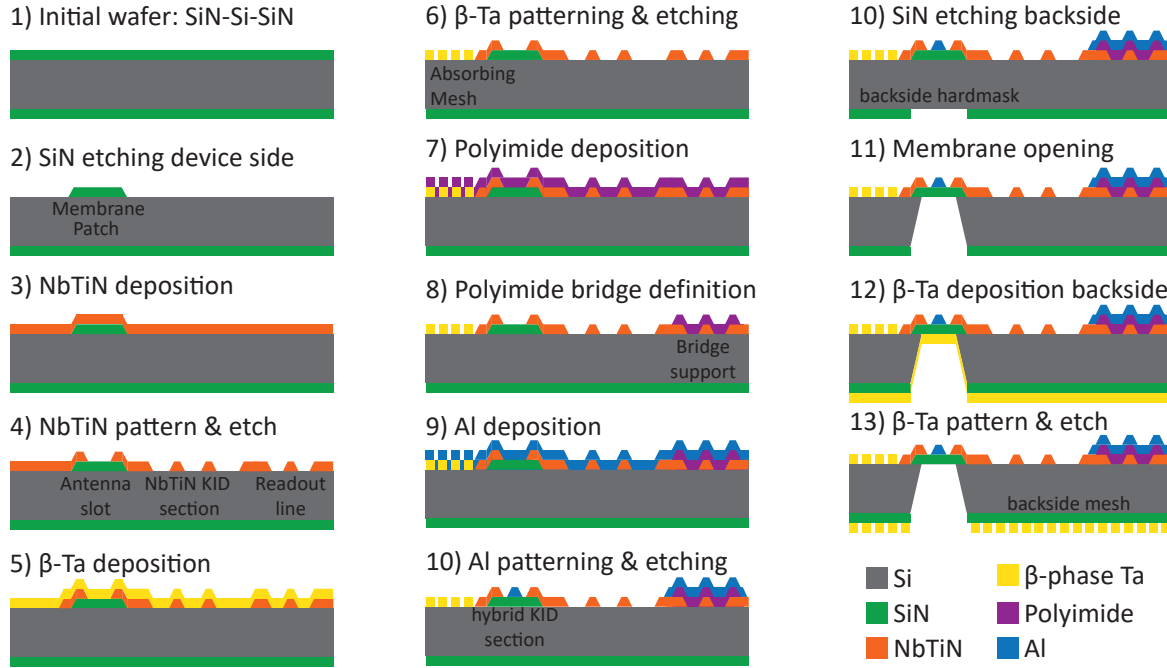 1) Initial wafer: SiN-Si-SiN
2) SiN etching device side
Membrane
Patch
3) NbTiN deposition
4) NbTiN pattern & etch
Antenna
slot
NbTiN KID
section
Readout
line
5) β-Ta deposition
6) β-Ta patterning & etching
Absorbing
Mesh
7) Polyimide deposition
8) Polyimide bridge definition
Bridge
support
9) Al deposition
10) Al patterning & etching
hybrid KID
section
10) SiN etching backside
backside hardmask
11) Membrane opening
12) β-Ta deposition backside
13) β-Ta pattern & etch
backside mesh
Si
SiN
NbTiN
β-phase Ta
Polyimide
Al